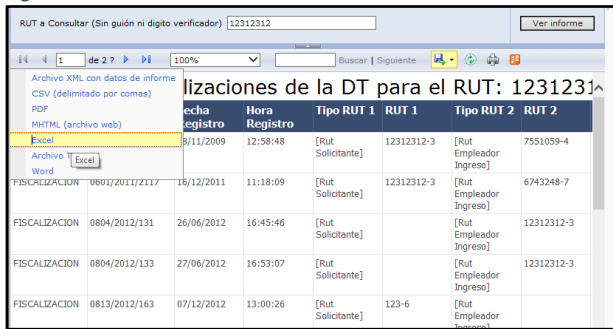 RUT a Consultar (Sin guión ni digito verificador) 12312312 Ver informe
1 de 2 ? 100% Buscar | Siguiente
Archivo XML con datos de informe
CSV (delimitado por comas)
PDF
MHTML (archivo web)
Excel
Archivo T
Excel
Word
lizaciones de la DT para el RUT: 1231231
echa Registro Hora Registro Tipo RUT 1 RUT 1 Tipo RUT 2 RUT 2
8/11/2009 12:58:48 [Rut Solicitante] 12312312-3 [Rut Empleador Ingreso] 7551059-4
FISCALIZACION 0601/2011/2117 16/12/2011 11:18:09 [Rut Solicitante] 12312312-3 [Rut Empleador Ingreso] 6743248-7
FISCALIZACION 0804/2012/131 26/06/2012 16:45:46 [Rut Solicitante] [Rut Empleador Ingreso] 12312312-3
FISCALIZACION 0804/2012/133 27/06/2012 16:53:07 [Rut Solicitante] [Rut Empleador Ingreso] 12312312-3
FISCALIZACION 0813/2012/163 07/12/2012 13:00:26 [Rut Solicitante] 123-6 [Rut Empleador Ingreso]